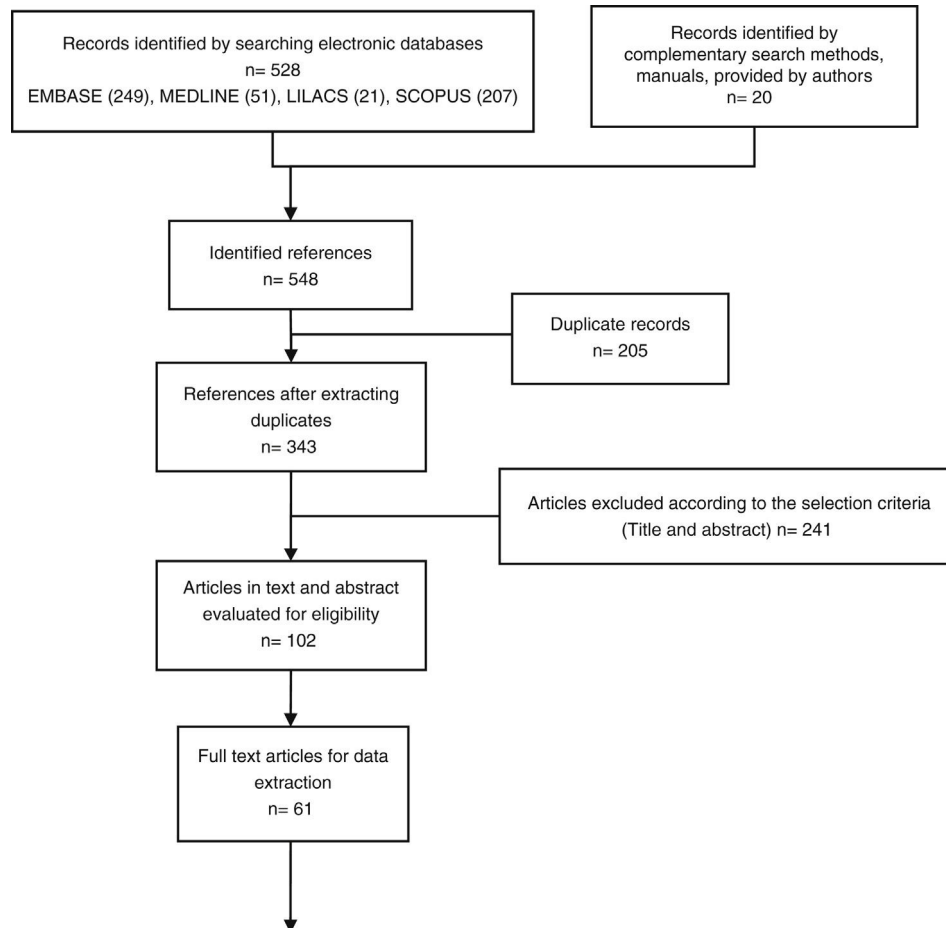 Records identified by searching electronic databases
n= 528
EMBASE (249), MEDLINE (51), LILACS (21), SCOPUS (207)
Records identified by
complementary search methods,
manuals, provided by authors
n= 20
Identified references
n= 548
Duplicate records
n= 205
References after extracting
duplicates
n= 343
Articles excluded according to the selection criteria
(Title and abstract) n= 241
Articles in text and abstract
evaluated for eligibility
n= 102
Full text articles for data
extraction
n= 61